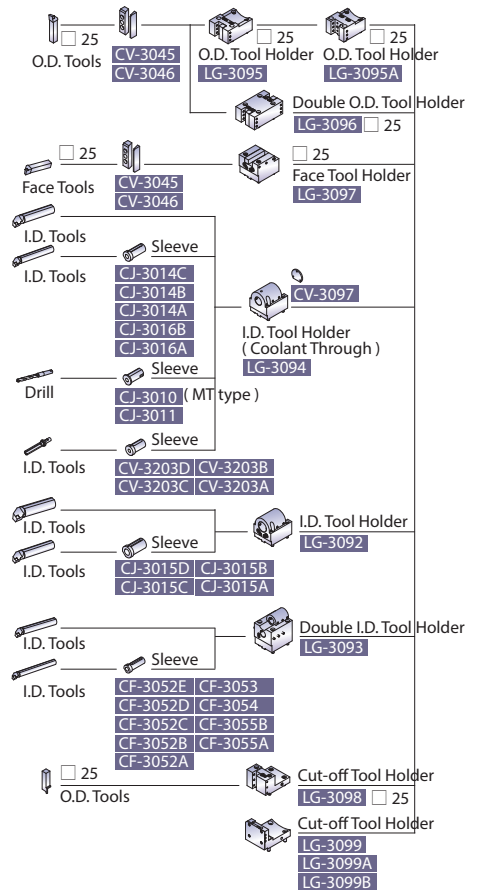 □ 25
O.D. Tools
CV-3045
CV-3046
□ 25
O.D. Tool Holder
LG-3095
□ 25
O.D. Tool Holder
LG-3095A
Double O.D. Tool Holder
LG-3096 □ 25
□ 25
Face Tools
CV-3045
CV-3046
□ 25
Face Tool Holder
LG-3097
I.D. Tools
I.D. Tools
Sleeve
CJ-3014C
CJ-3014B
CJ-3014A
CJ-3016B
CJ-3016A
CV-3097
I.D. Tool Holder
( Coolant Through )
LG-3094
Drill
Sleeve
CJ-3010 ( MT type )
CJ-3011
I.D. Tools
Sleeve
CV-3203D CV-3203B
CV-3203C CV-3203A
I.D. Tools
I.D. Tools
Sleeve
CJ-3015D CJ-3015B
CJ-3015C CJ-3015A
I.D. Tool Holder
LG-3092
I.D. Tools
I.D. Tools
Sleeve
CF-3052E CF-3053
CF-3052D CF-3054
CF-3052C CF-3055B
CF-3052B CF-3055A
CF-3052A
Double I.D. Tool Holder
LG-3093
□ 25
O.D. Tools
Cut-off Tool Holder
LG-3098 □ 25
Cut-off Tool Holder
LG-3099
LG-3099A
LG-3099B